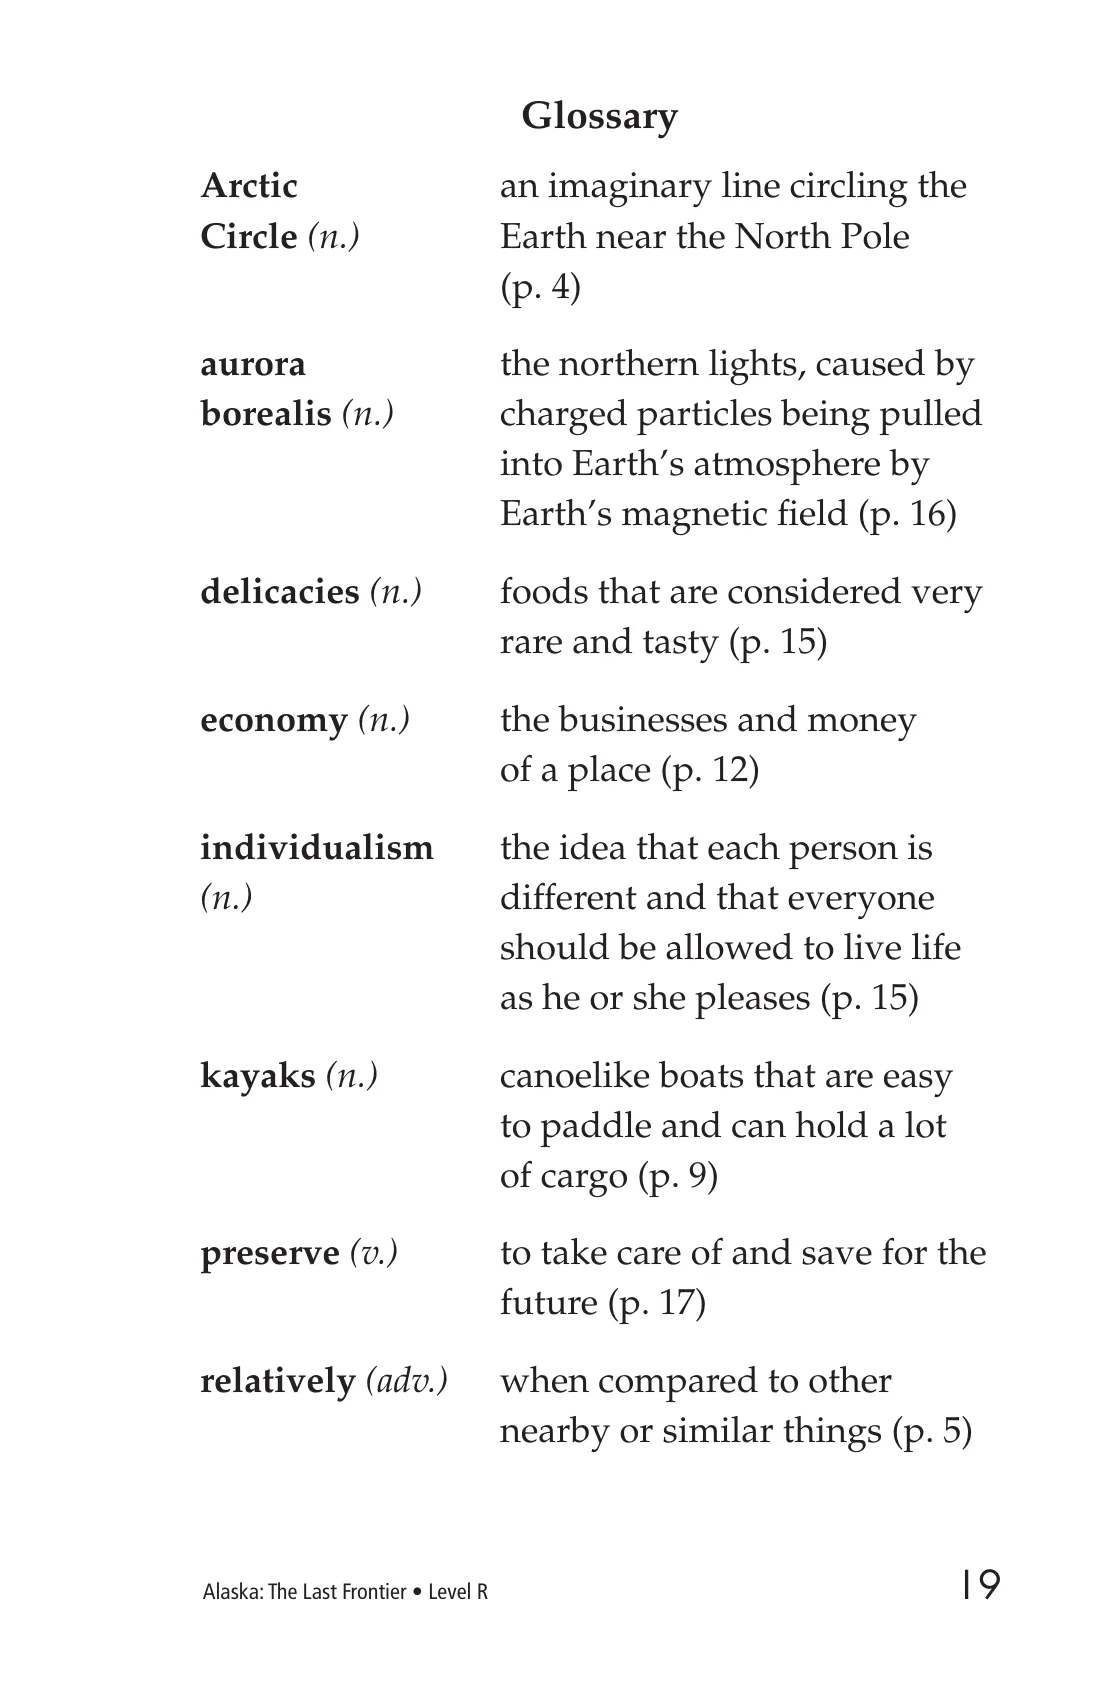 Glossary
Arctic an imaginary line circling the
Circle (n.) Earth near the North Pole
(p. 4)
aurora the northern lights, caused by
borealis (n.) charged particles being pulled
into Earth’s atmosphere by
Earth’s magnetic field (p. 16)
delicacies (n.) foods that are considered very
rare and tasty (p. 15)
economy (n.) the businesses and money
of a place (p. 12)
individualism the idea that each person is
(n.) different and that everyone
should be allowed to live life
as he or she pleases (p. 15)
kayaks (n.) canoelike boats that are easy
to paddle and can hold a lot
of cargo (p. 9)
preserve (v.) to take care of and save for the
future (p. 17)
relatively (adv.) when compared to other
nearby or similar things (p. 5)
Alaska: The Last Frontier • Level R 19